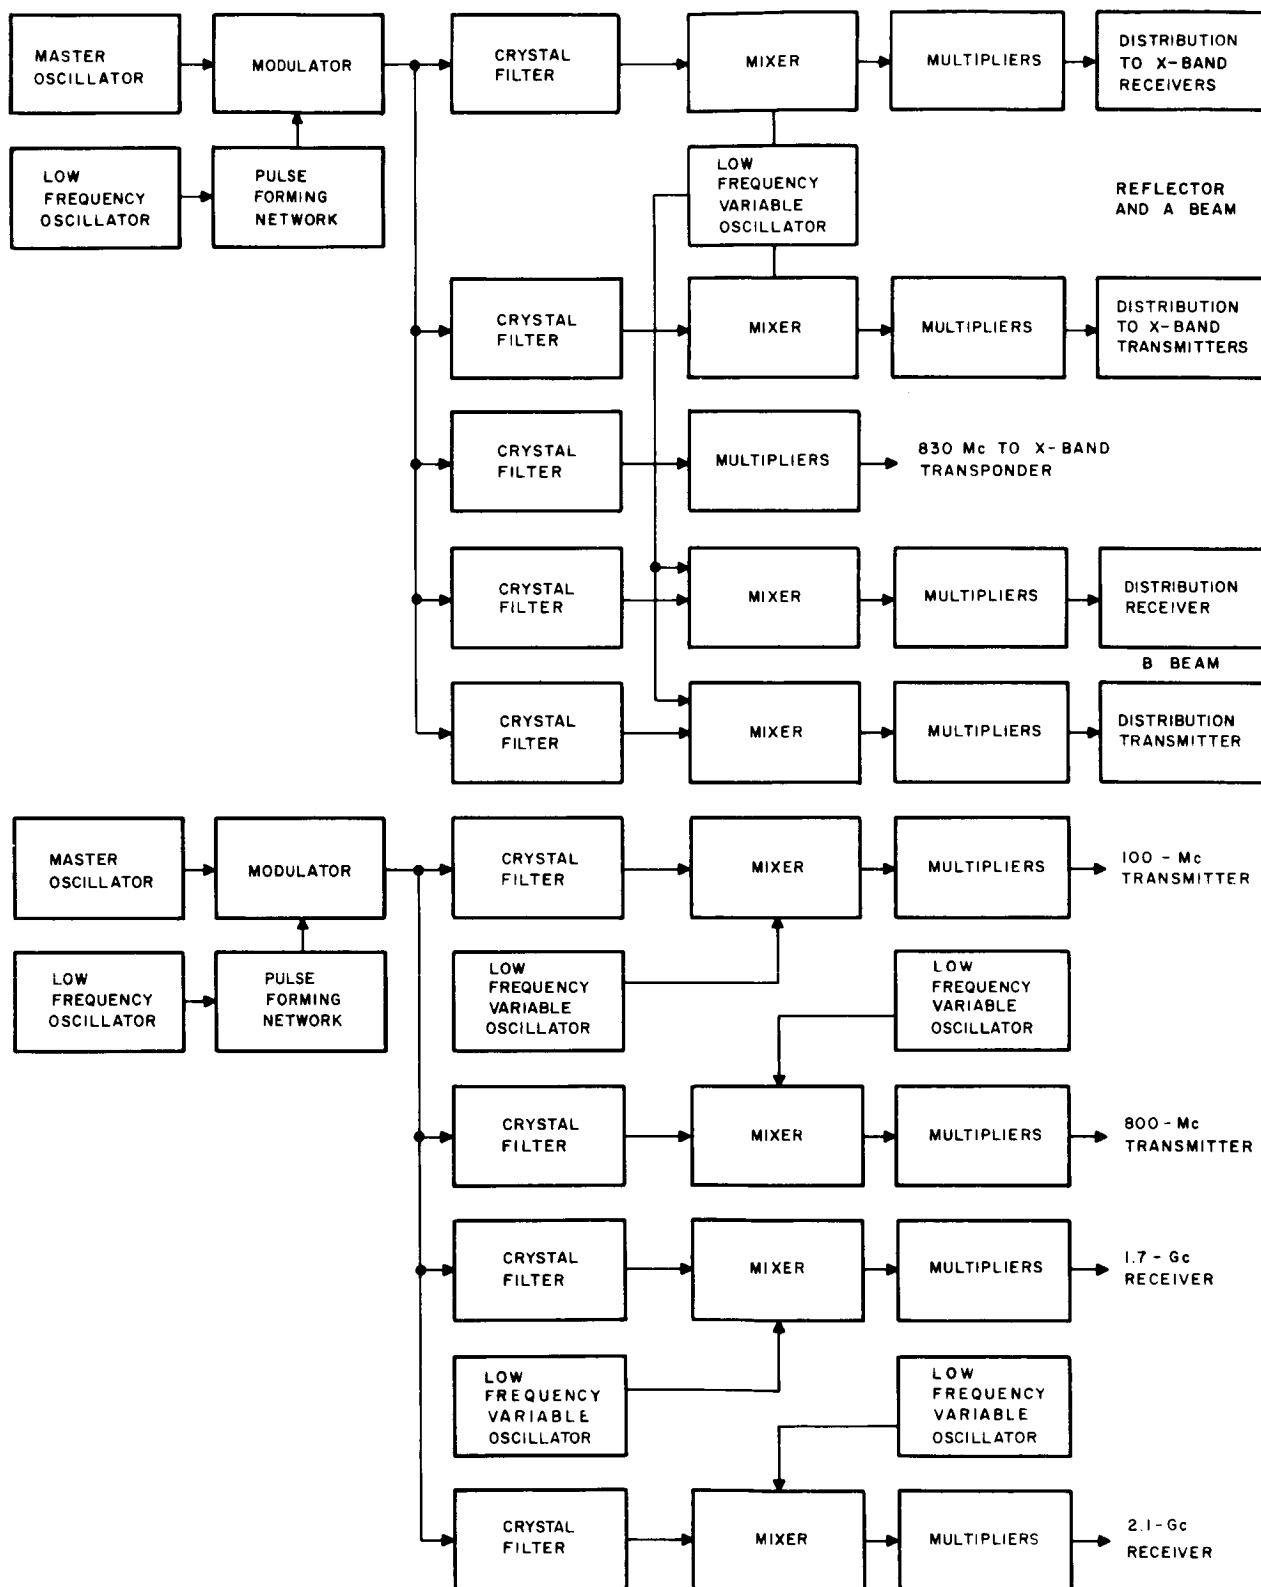 MASTER
OSCILLATOR
MODULATOR
CRYSTAL
FILTER
MIXER
MULTIPLIERS
DISTRIBUTION
TO X-BAND
RECEIVERS
LOW
FREQUENCY
OSCILLATOR
PULSE
FORMING
NETWORK
LOW
FREQUENCY
VARIABLE
OSCILLATOR
REFLECTOR
AND A BEAM
CRYSTAL
FILTER
MIXER
MULTIPLIERS
DISTRIBUTION
TO X-BAND
TRANSMITTERS
CRYSTAL
FILTER
MULTIPLIERS
830 Mc TO X-BAND
TRANSPONDER
CRYSTAL
FILTER
MIXER
MULTIPLIERS
DISTRIBUTION
RECEIVER
B BEAM
CRYSTAL
FILTER
MIXER
MULTIPLIERS
DISTRIBUTION
TRANSMITTER
MASTER
OSCILLATOR
MODULATOR
CRYSTAL
FILTER
MIXER
MULTIPLIERS
100-Mc
TRANSMITTER
LOW
FREQUENCY
OSCILLATOR
PULSE
FORMING
NETWORK
LOW
FREQUENCY
VARIABLE
OSCILLATOR
LOW
FREQUENCY
VARIABLE
OSCILLATOR
CRYSTAL
FILTER
MIXER
MULTIPLIERS
800-Mc
TRANSMITTER
CRYSTAL
FILTER
MIXER
MULTIPLIERS
1.7-Gc
RECEIVER
LOW
FREQUENCY
VARIABLE
OSCILLATOR
LOW
FREQUENCY
VARIABLE
OSCILLATOR
CRYSTAL
FILTER
MIXER
MULTIPLIERS
2.1-Gc
RECEIVER